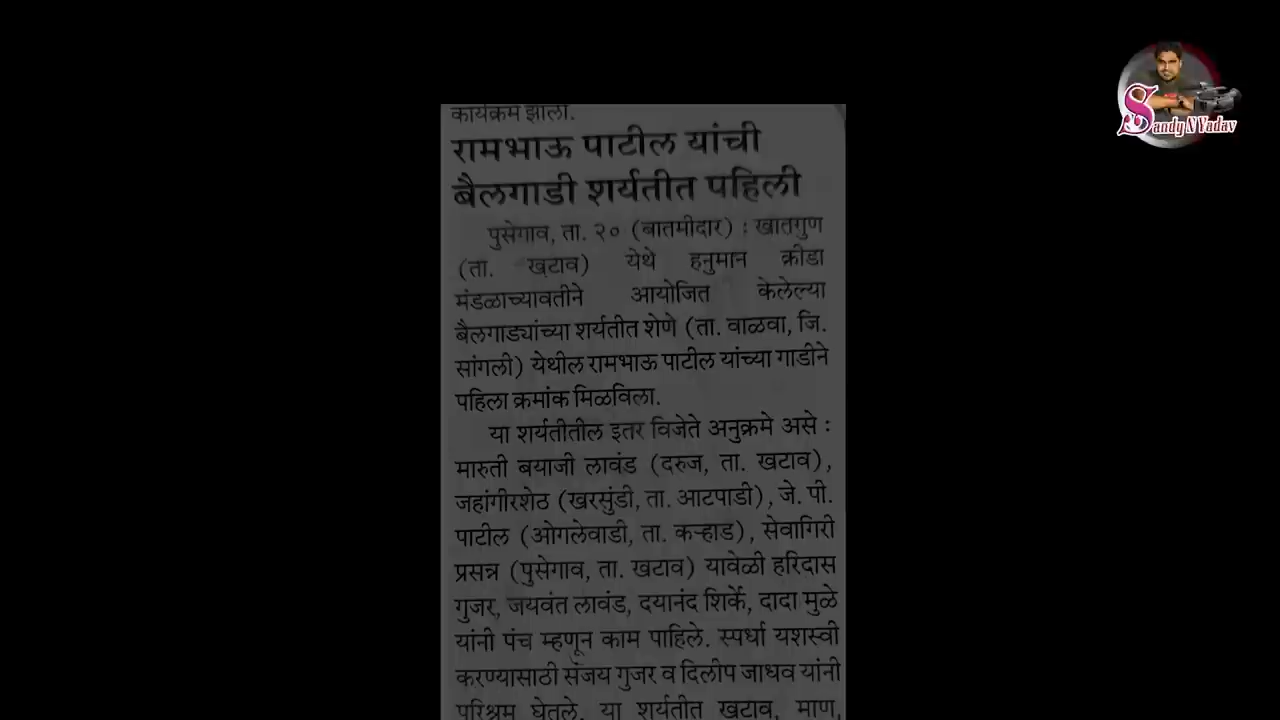 कार्यक्रम झाला.
रामभाऊ पाटील यांची
बैलगाडी शर्यतीत पहिली
पुसेगाव, ता. २० (बातमीदार) : खातगुण
(ता. खटाव) येथे हनुमान क्रीडा
मंडळाच्यावतीने आयोजित केलेल्या
बैलगाड्यांच्या शर्यतीत शेणे (ता. वाळवा, जि.
सांगली) येथील रामभाऊ पाटील यांच्या गाडीने
पहिला क्रमांक मिळविला.
या शर्यतीतील इतर विजेते अनुक्रमे असे :
मारुती बयाजी लावंड (दरुज, ता. खटाव),
जहांगीरशेठ (खरसुंडी, ता. आटपाडी), जे. पी.
पाटील (ओगलेवाडी, ता. कऱ्हाड), सेवागिरी
प्रसन्न (पुसेगाव, ता. खटाव) यावेळी हरिदास
गुजर, जयवंत लावंड, दयानंद शिर्के, दादा मुळे
यांनी पंच म्हणून काम पाहिले. स्पर्धा यशस्वी
करण्यासाठी संजय गुजर व दिलीप जाधव यांनी
परिश्रम घेतले. या शर्यतीत खटाव, माण,
Sandy N Yadav